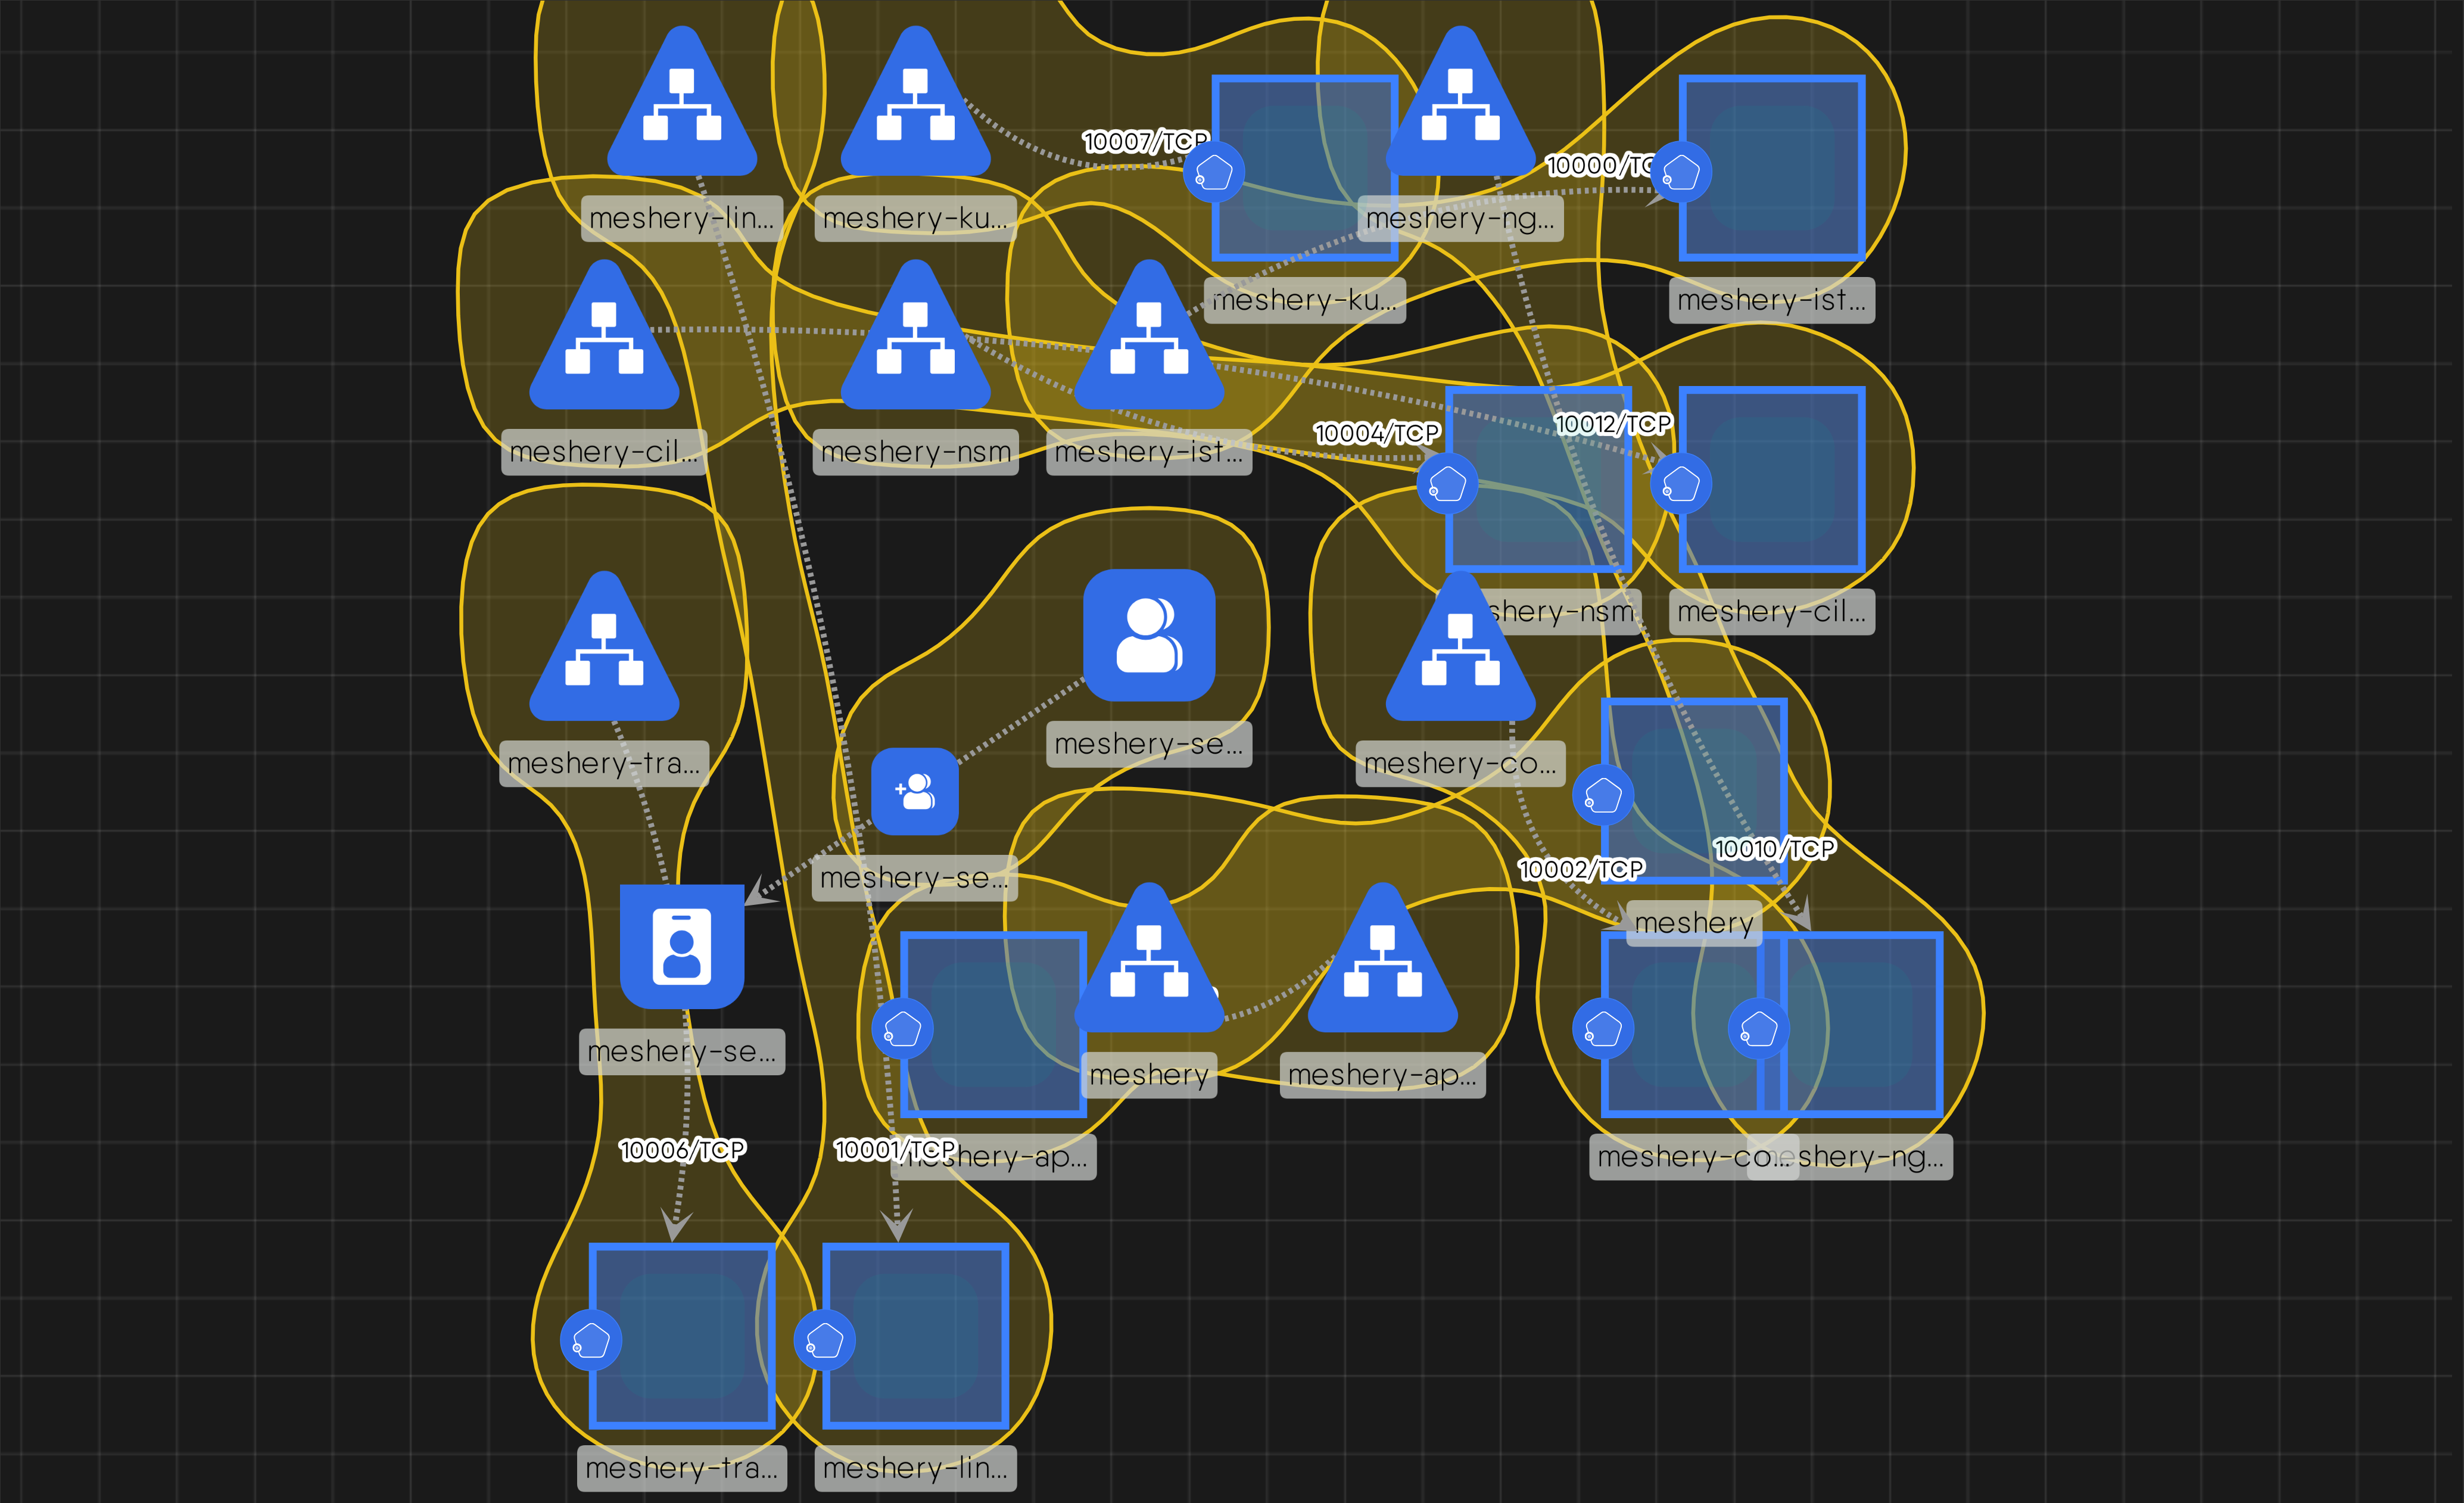 10007/TCP
10000/TC
meshery-lin...
meshery-ku...
meshery-ng...
meshery-ku...
meshery-ist...
10004/TCP
10012/TCP
meshery-cil...
meshery-nsm
meshery-ist...
shery-nsm
meshery-cil...
meshery-tra...
meshery-se...
meshery-co...
10010/TCP
10002/TCP
meshery-se...
meshery
meshery-se...
meshery
meshery-ap...
10006/TCP
10001/TCP
meshery-ap...
meshery-co...
eshery-ng...
meshery-tra...
meshery-lin...